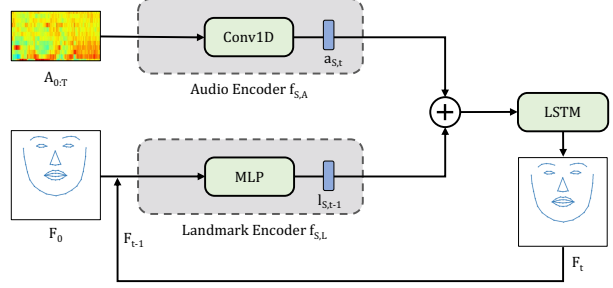 Conv1D
a_{S,t}
A_{0:T}
Audio Encoder f_{S,A}
+
LSTM
MLP
l_{S,t-1}
F_0
F_{t-1}
Landmark Encoder f_{S,L}
F_t